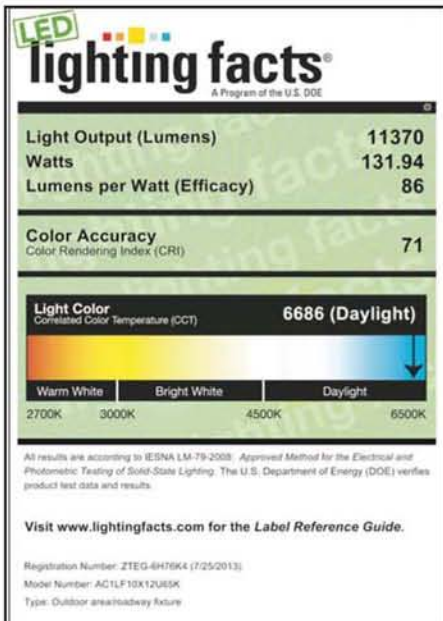 LED
lighting facts®
A Program of the U.S. DOE
Light Output (Lumens) 11370
Watts 131.94
Lumens per Watt (Efficacy) 86
Color Accuracy 71
Color Rendering Index (CRI)
Light Color 6686 (Daylight)
Correlated Color Temperature (CCT)
Warm White Bright White Daylight
2700K 3000K 4500K 6500K
All results are according to IESNA LM-79-2008: Approved Method for the Electrical and
Photometric Testing of Solid-State Lighting. The U.S. Department of Energy (DOE) verifies
product test data and results.
Visit www.lightingfacts.com for the Label Reference Guide.
Registration Number: ZTEG-6H76K4 (7/25/2013)
Model Number: AC1LF10X12U65K
Type: Outdoor area/roadway fixture